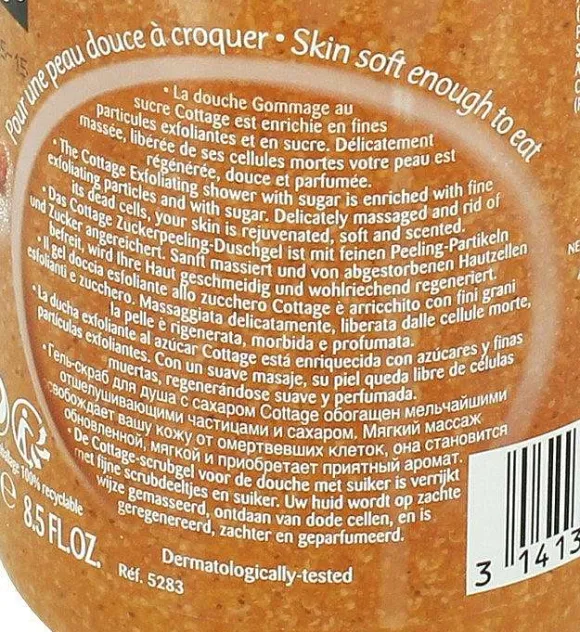 Pour une peau douce à croquer • Skin soft enough to eat
• La douche Gommage au
sucre Cottage est enrichie en fines
particules exfoliantes et en sucre. Délicatement
massée, libérée de ses cellules mortes votre peau est
régénérée, douce et parfumée.
• The Cottage Exfoliating shower with sugar is enriched with fine
exfoliating particles and with sugar. Delicately massaged and rid of
its dead cells, your skin is rejuvenated, soft and scented.
• Das Cottage Zuckerpeeling-Duschgel ist mit feinen Peeling-Partikeln
und Zucker angereichert. Sanft massiert und von abgestorbenen Hautzellen
befreit, wird Ihre Haut geschmeidig und wohlriechend regeneriert.
• Il gel doccia esfoliante allo zucchero Cottage è arricchito con fini grani
esfolianti e zucchero. Massaggiata delicatamente, liberata dalle cellule morte,
la pelle è rigenerata, morbida e profumata.
• La ducha exfoliante al azúcar Cottage está enriquecida con azúcares y finas
partículas exfoliantes. Con un suave masaje, su piel queda libre de células
muertas, regenerándose suave y perfumada.
• Гель-скраб для душа с сахаром Cottage обогащен мельчайшими
отшелушивающими частицами и сахаром. Мягкий массаж
освобождает вашу кожу от омертвевших клеток, она становится
обновленной, мягкой и приобретает приятный аромат.
• De Cottage-scrubgel voor de douche met suiker is verrijkt
met fijne scrubdeeltjes en suiker. Uw huid wordt op zachte
wijze gemasseerd, ontdaan van dode cellen, en is
geregenereerd, zachter en geparfumeerd.
100% recyclable
℮ 8.5 FL.OZ.
Dermatologically-tested
Réf. 5283
3 1413